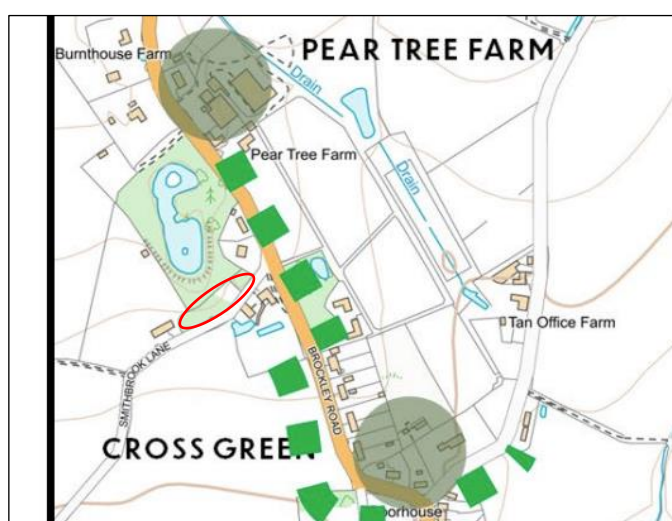 PEAR TREE FARM
Burnthouse Farm
Drain
Pear Tree Farm
Drain
Tan Office Farm
SMITHBROOK LANE
BROCKLEY ROAD
CROSS GREEN
oorhouse